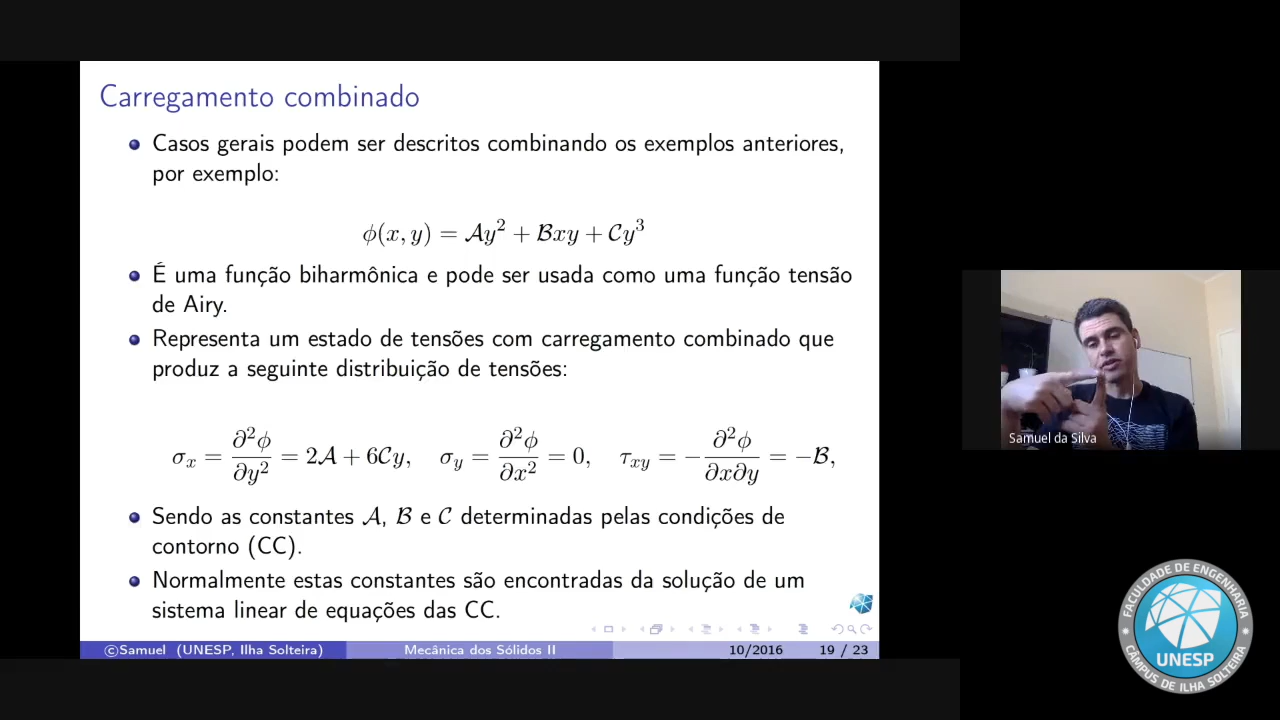 Carregamento combinado
Casos gerais podem ser descritos combinando os exemplos anteriores,
por exemplo:
ϕ(x, y) = 𝒜y² + ℬxy + 𝒞y³
É uma função biharmônica e pode ser usada como uma função tensão
de Airy.
Representa um estado de tensões com carregamento combinado que
produz a seguinte distribuição de tensões:
σₓ = ∂²ϕ/∂y² = 2𝒜 + 6𝒞y, σ_y = ∂²ϕ/∂x² = 0, τ_xy = −∂²ϕ/∂x∂y = −ℬ,
Sendo as constantes 𝒜, ℬ e 𝒞 determinadas pelas condições de
contorno (CC).
Normalmente estas constantes são encontradas da solução de um
sistema linear de equações das CC.
©Samuel (UNESP, Ilha Solteira) Mecânica dos Sólidos II 10/2016 19 / 23
Samuel da Silva
FACULDADE DE ENGENHARIA
UNESP
CÂMPUS DE ILHA SOLTEIRA